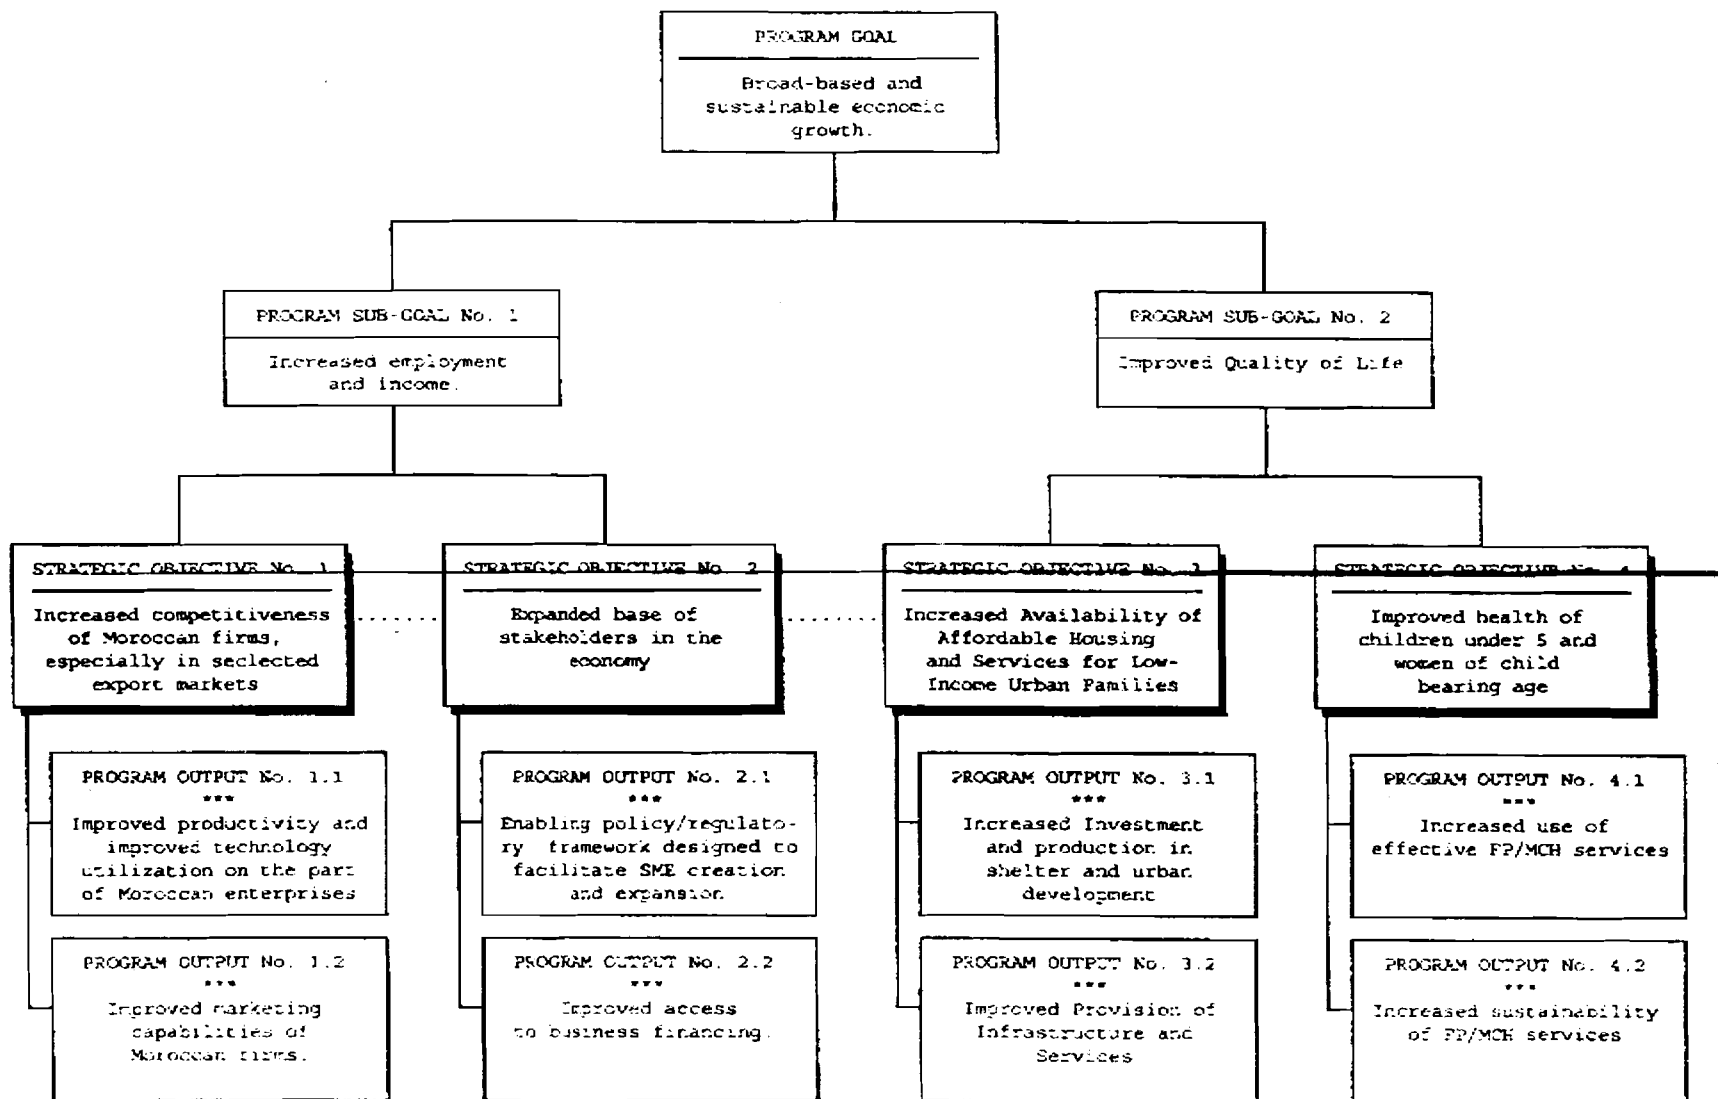 PROGRAM GOAL
Broad-based and
sustainable economic
growth.
PROGRAM SUB-GOAL No. 1
Increased employment
and income.
PROGRAM SUB-GOAL No. 2
Improved Quality of Life
STRATEGIC OBJECTIVE No. 1
Increased competitiveness
of Moroccan firms,
especially in seclected
export markets
STRATEGIC OBJECTIVE No. 2
Expanded base of
stakeholders in the
economy
STRATEGIC OBJECTIVE No. 3
Increased Availability of
Affordable Housing
and Services for Low-
Income Urban Families
STRATEGIC OBJECTIVE No. 4
Improved health of
children under 5 and
women of child
bearing age
PROGRAM OUTPUT No. 1.1
***
Improved productivity and
improved technology
utilization on the part
of Moroccan enterprises
PROGRAM OUTPUT No. 2.1
***
Enabling policy/regulato-
ry framework designed to
facilitate SME creation
and expansion
PROGRAM OUTPUT No. 3.1
***
Increased Investment
and production in
shelter and urban
development
PROGRAM OUTPUT No. 4.1
***
Increased use of
effective FP/MCH services
PROGRAM OUTPUT No. 1.2
***
Improved marketing
capabilities of
Moroccan firms.
PROGRAM OUTPUT No. 2.2
***
Improved access
to business financing.
PROGRAM OUTPUT No. 3.2
***
Improved Provision of
Infrastructure and
Services
PROGRAM OUTPUT No. 4.2
***
Increased sustainability
of FP/MCH services